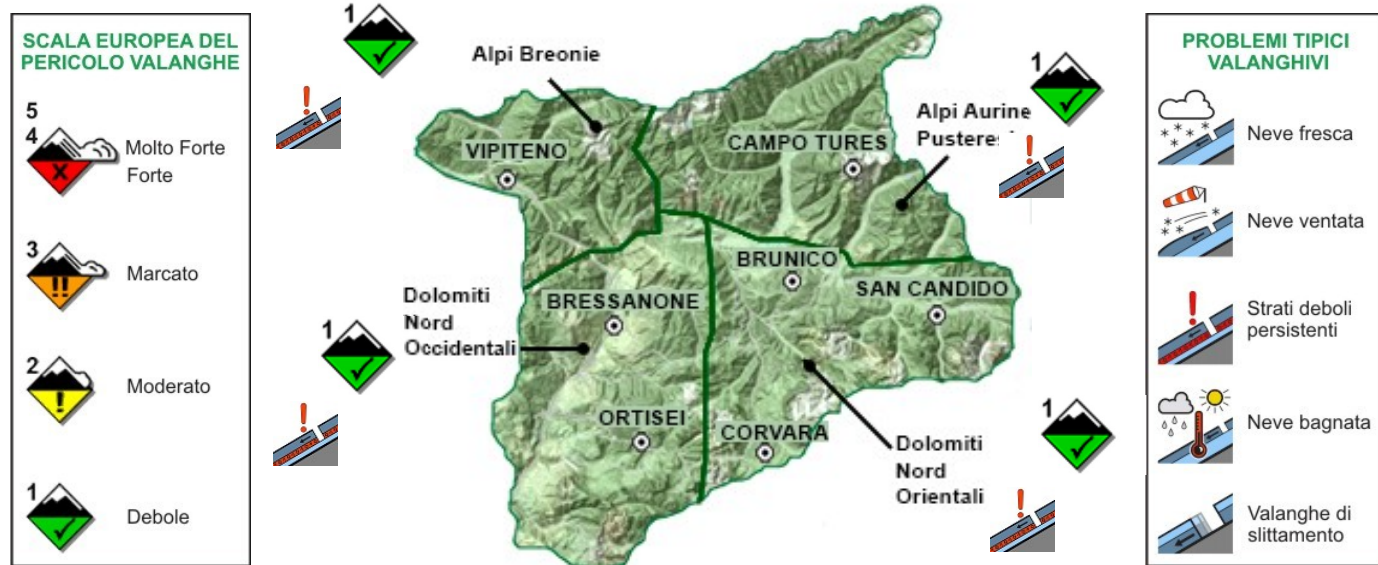 SCALA EUROPEA DEL
PERICOLO VALANGHE
5
4
Molto Forte
Forte
3
Marcato
2
Moderato
1
Debole
1
Alpi Breonie
VIPITENO
CAMPO TURES
Alpi Aurine
1
BRUNICO
SAN CANDIDO
BRESSANONE
Dolomiti
Nord
Occidentali
1
ORTISEI
CORVARA
Dolomiti
Nord
Orientali
1
PROBLEMI TIPICI
VALANGHIVI
Neve fresca
Neve ventata
Strati deboli
persistenti
Neve bagnata
Valanghe di
slittamento